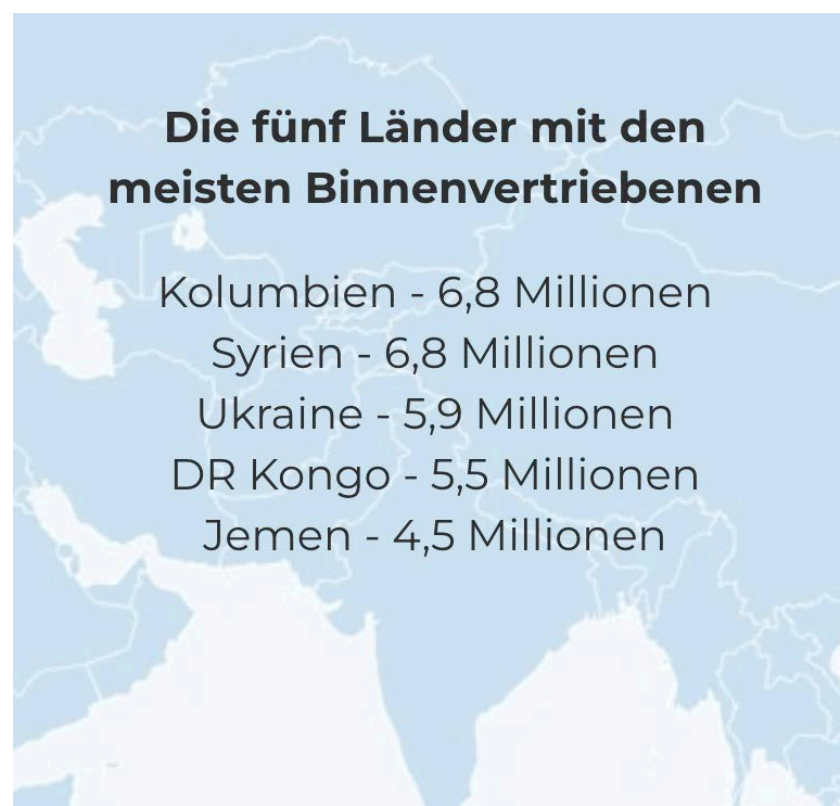 Die fünf Länder mit den
meisten Binnenvertriebenen
Kolumbien - 6,8 Millionen
Syrien - 6,8 Millionen
Ukraine - 5,9 Millionen
DR Kongo - 5,5 Millionen
Jemen - 4,5 Millionen